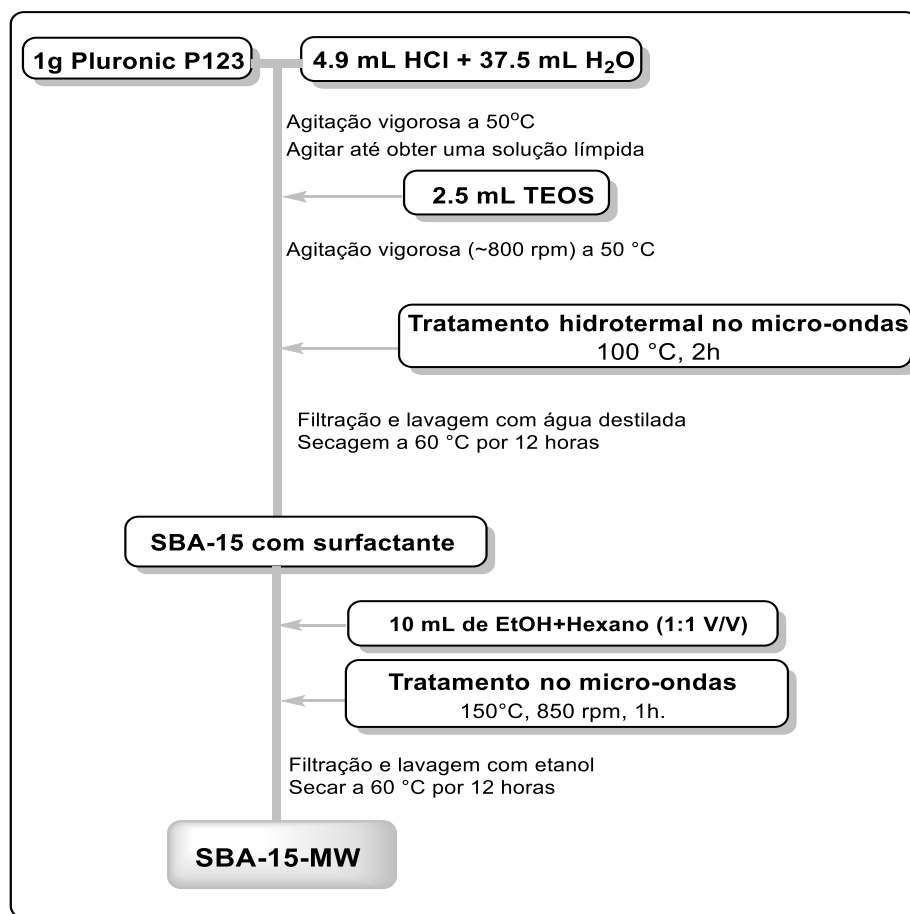 1g Pluronic P123
4.9 mL HCl + 37.5 mL H₂O
Agitação vigorosa a 50ºC
Agitar até obter uma solução límpida
2.5 mL TEOS
Agitação vigorosa (~800 rpm) a 50 °C
Tratamento hidrotermal no micro-ondas
100 °C, 2h
Filtração e lavagem com água destilada
Secagem a 60 °C por 12 horas
SBA-15 com surfactante
10 mL de EtOH+Hexano (1:1 V/V)
Tratamento no micro-ondas
150°C, 850 rpm, 1h.
Filtração e lavagem com etanol
Secar a 60 °C por 12 horas
SBA-15-MW